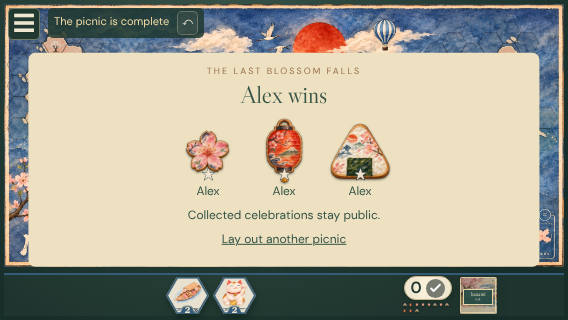 The picnic is complete
THE LAST BLOSSOM FALLS
Alex wins
Alex
Alex
Alex
Collected celebrations stay public.
Lay out another picnic
2
2
0
hanami